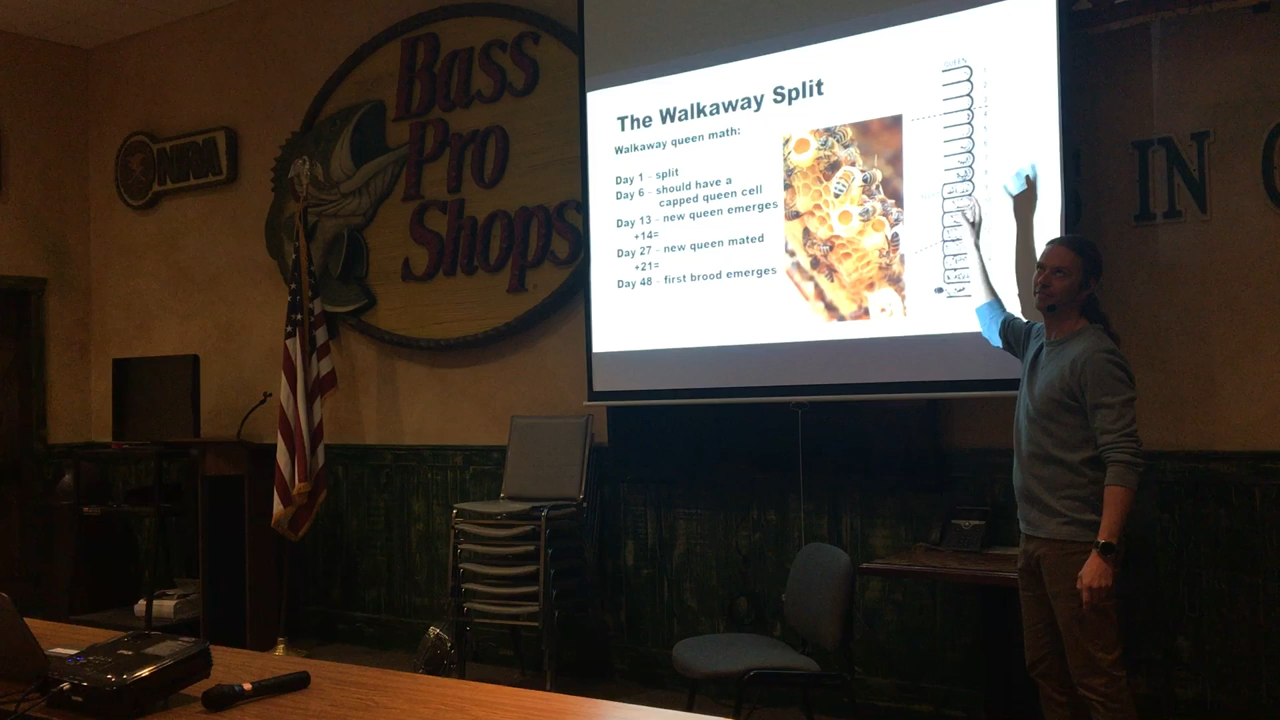 NRA
Bass
Pro
Shops
The Walkaway Split
Walkaway queen math:
Day 1 - split
Day 6 - should have a
capped queen cell
Day 13 - new queen emerges
+14=
Day 27 - new queen mated
+21=
Day 48 - first brood emerges
QUEEN
IN